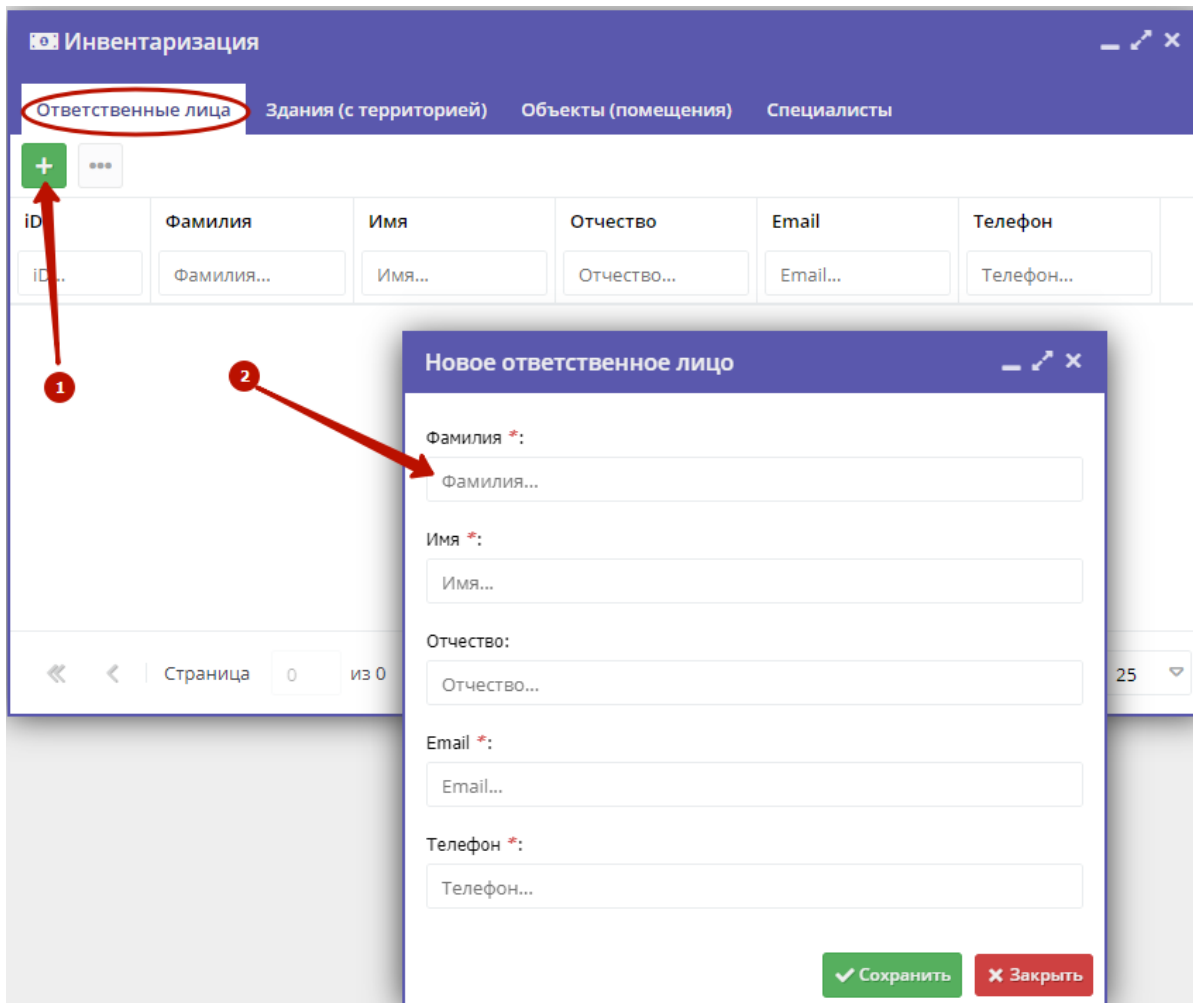 Инвентаризация
Ответственные лица Здания (с территорией) Объекты (помещения) Специалисты
iD Фамилия Имя Отчество Email Телефон
iD... Фамилия... Имя... Отчество... Email... Телефон...
1
2
Новое ответственное лицо
Фамилия *:
Фамилия...
Имя *:
Имя...
Отчество:
Отчество...
Страница 0 из 0 25
Email *:
Email...
Телефон *:
Телефон...
Сохранить Закрыть